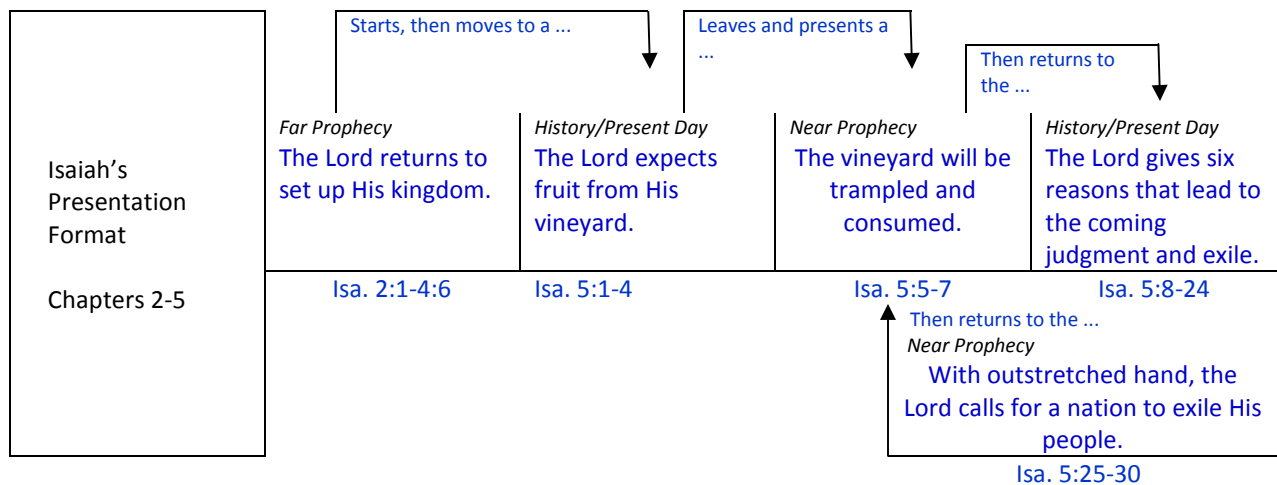 Isaiah's
Presentation
Format
Chapters 2-5
Starts, then moves to a ...
Far Prophecy
The Lord returns to
set up His kingdom.
Isa. 2:1-4:6
History/Present Day
The Lord expects
fruit from His
vineyard.
Isa. 5:1-4
Leaves and presents a
...
Near Prophecy
The vineyard will be
trampled and
consumed.
Isa. 5:5-7
Then returns to
the ...
History/Present Day
The Lord gives six
reasons that lead to
the coming
judgment and exile.
Isa. 5:8-24
Then returns to the ...
Near Prophecy
With outstretched hand, the
Lord calls for a nation to exile His
people.
Isa. 5:25-30